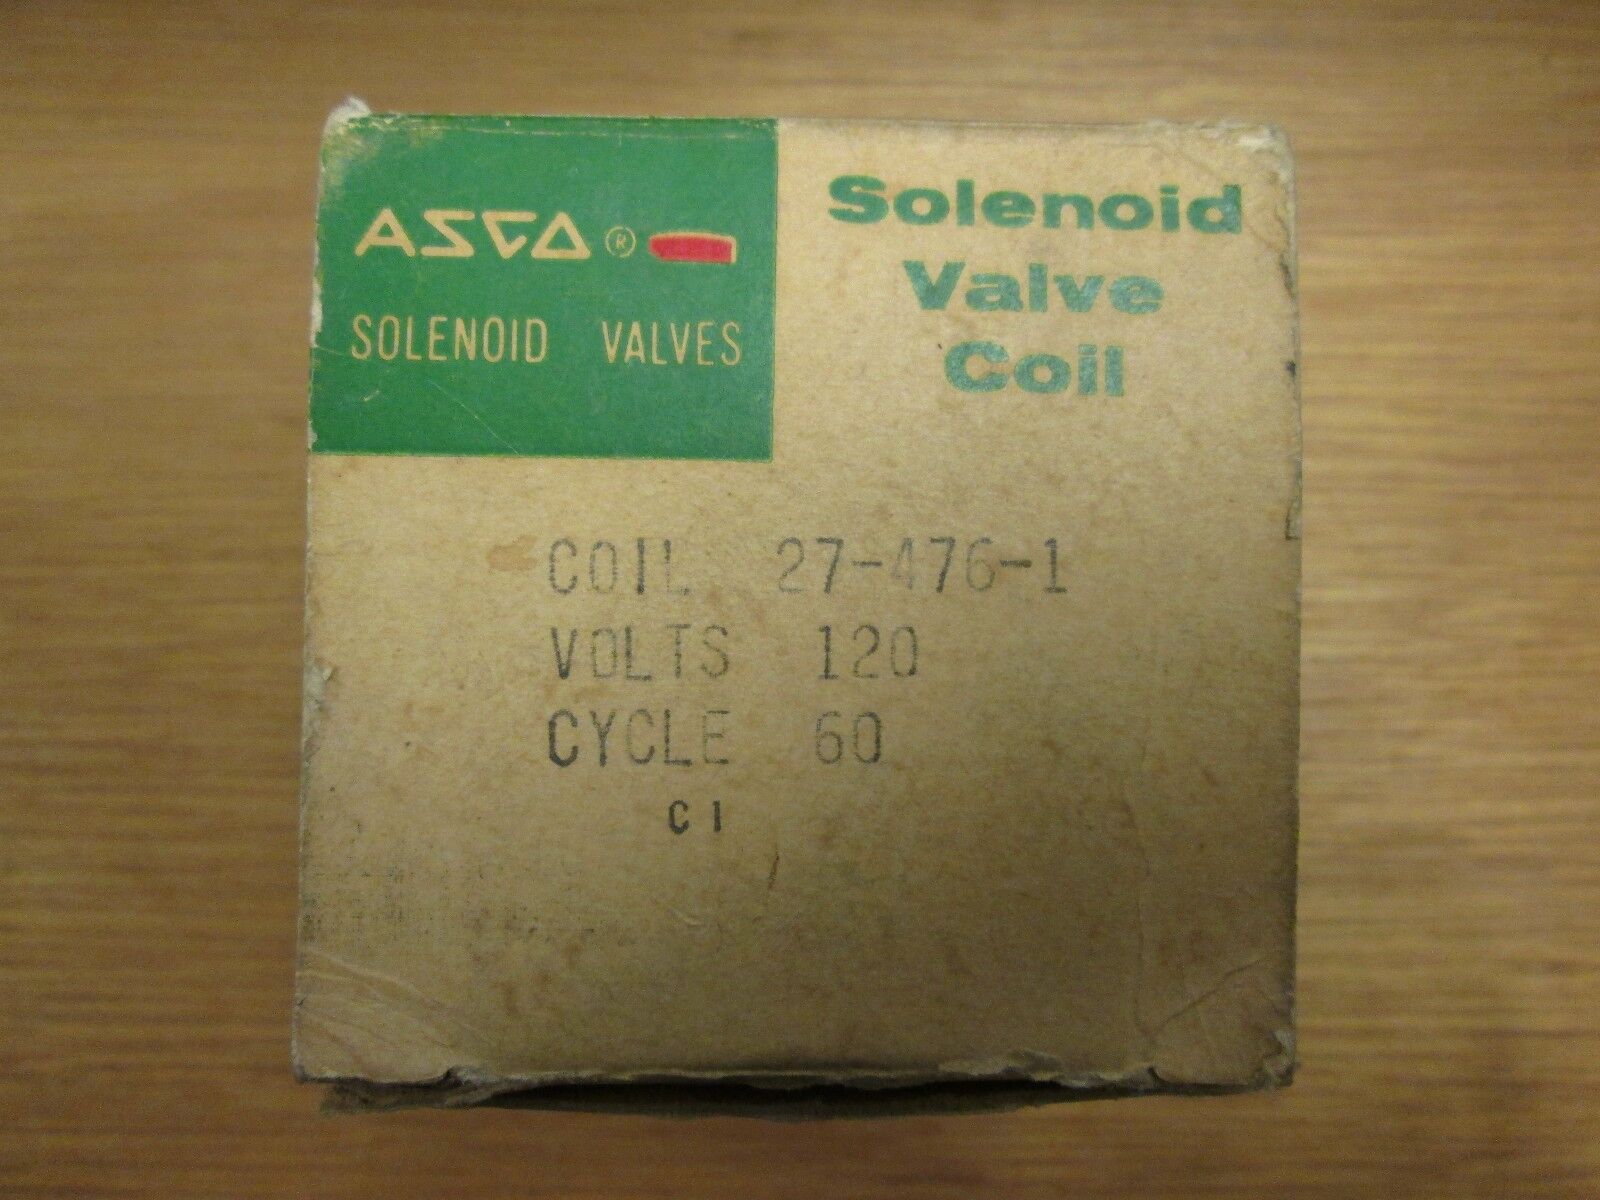 ASCO®
SOLENOID VALVES
Solenoid
Valve
Coil
COIL 27-476-1
VOLTS 120
CYCLE 60
C1